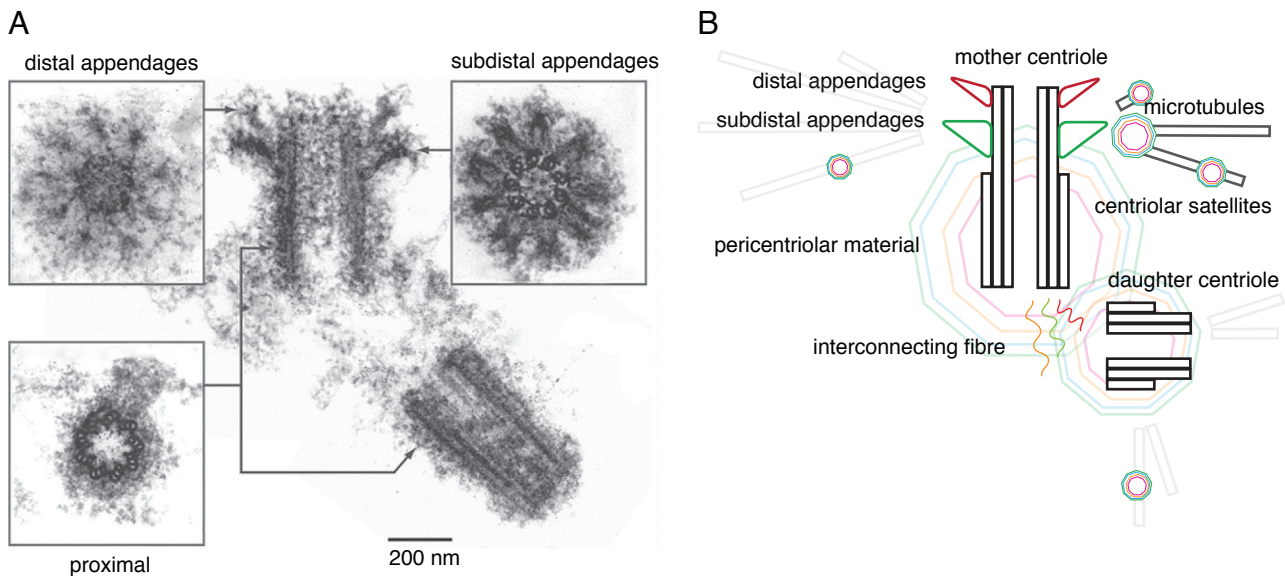 A
distal appendages
subdistal appendages
proximal
200 nm
B
mother centriole
distal appendages
subdistal appendages
microtubules
centriolar satellites
pericentriolar material
daughter centriole
interconnecting fibre